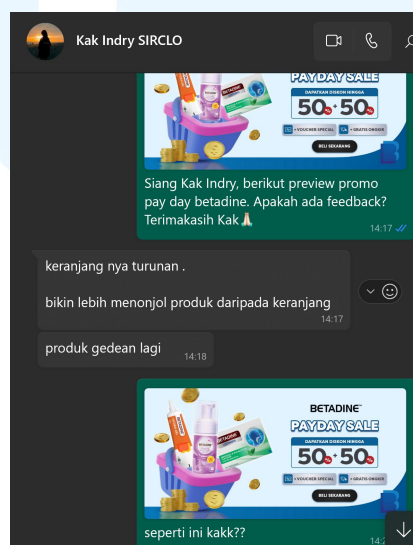 Kak Indry SIRCLO
PAYDAY SALE
DAPATKAN DISKON HINGGA
50% + 50%
+ VOUCHER SPECIAL + GRATIS ONGKIR
BELI SEKARANG
Siang Kak Indry, berikut preview promo
pay day betadine. Apakah ada feedback?
Terimakasih Kak🙏🏻
14:17
keranjang nya turunan .
bikin lebih menonjol produk daripada keranjang
14:17
produk gedean lagi
14:18
BETADINE
PAYDAY SALE
DAPATKAN DISKON HINGGA
50% + 50%
+ VOUCHER SPECIAL + GRATIS ONGKIR
BELI SEKARANG
BETADINE
seperti ini kakk??